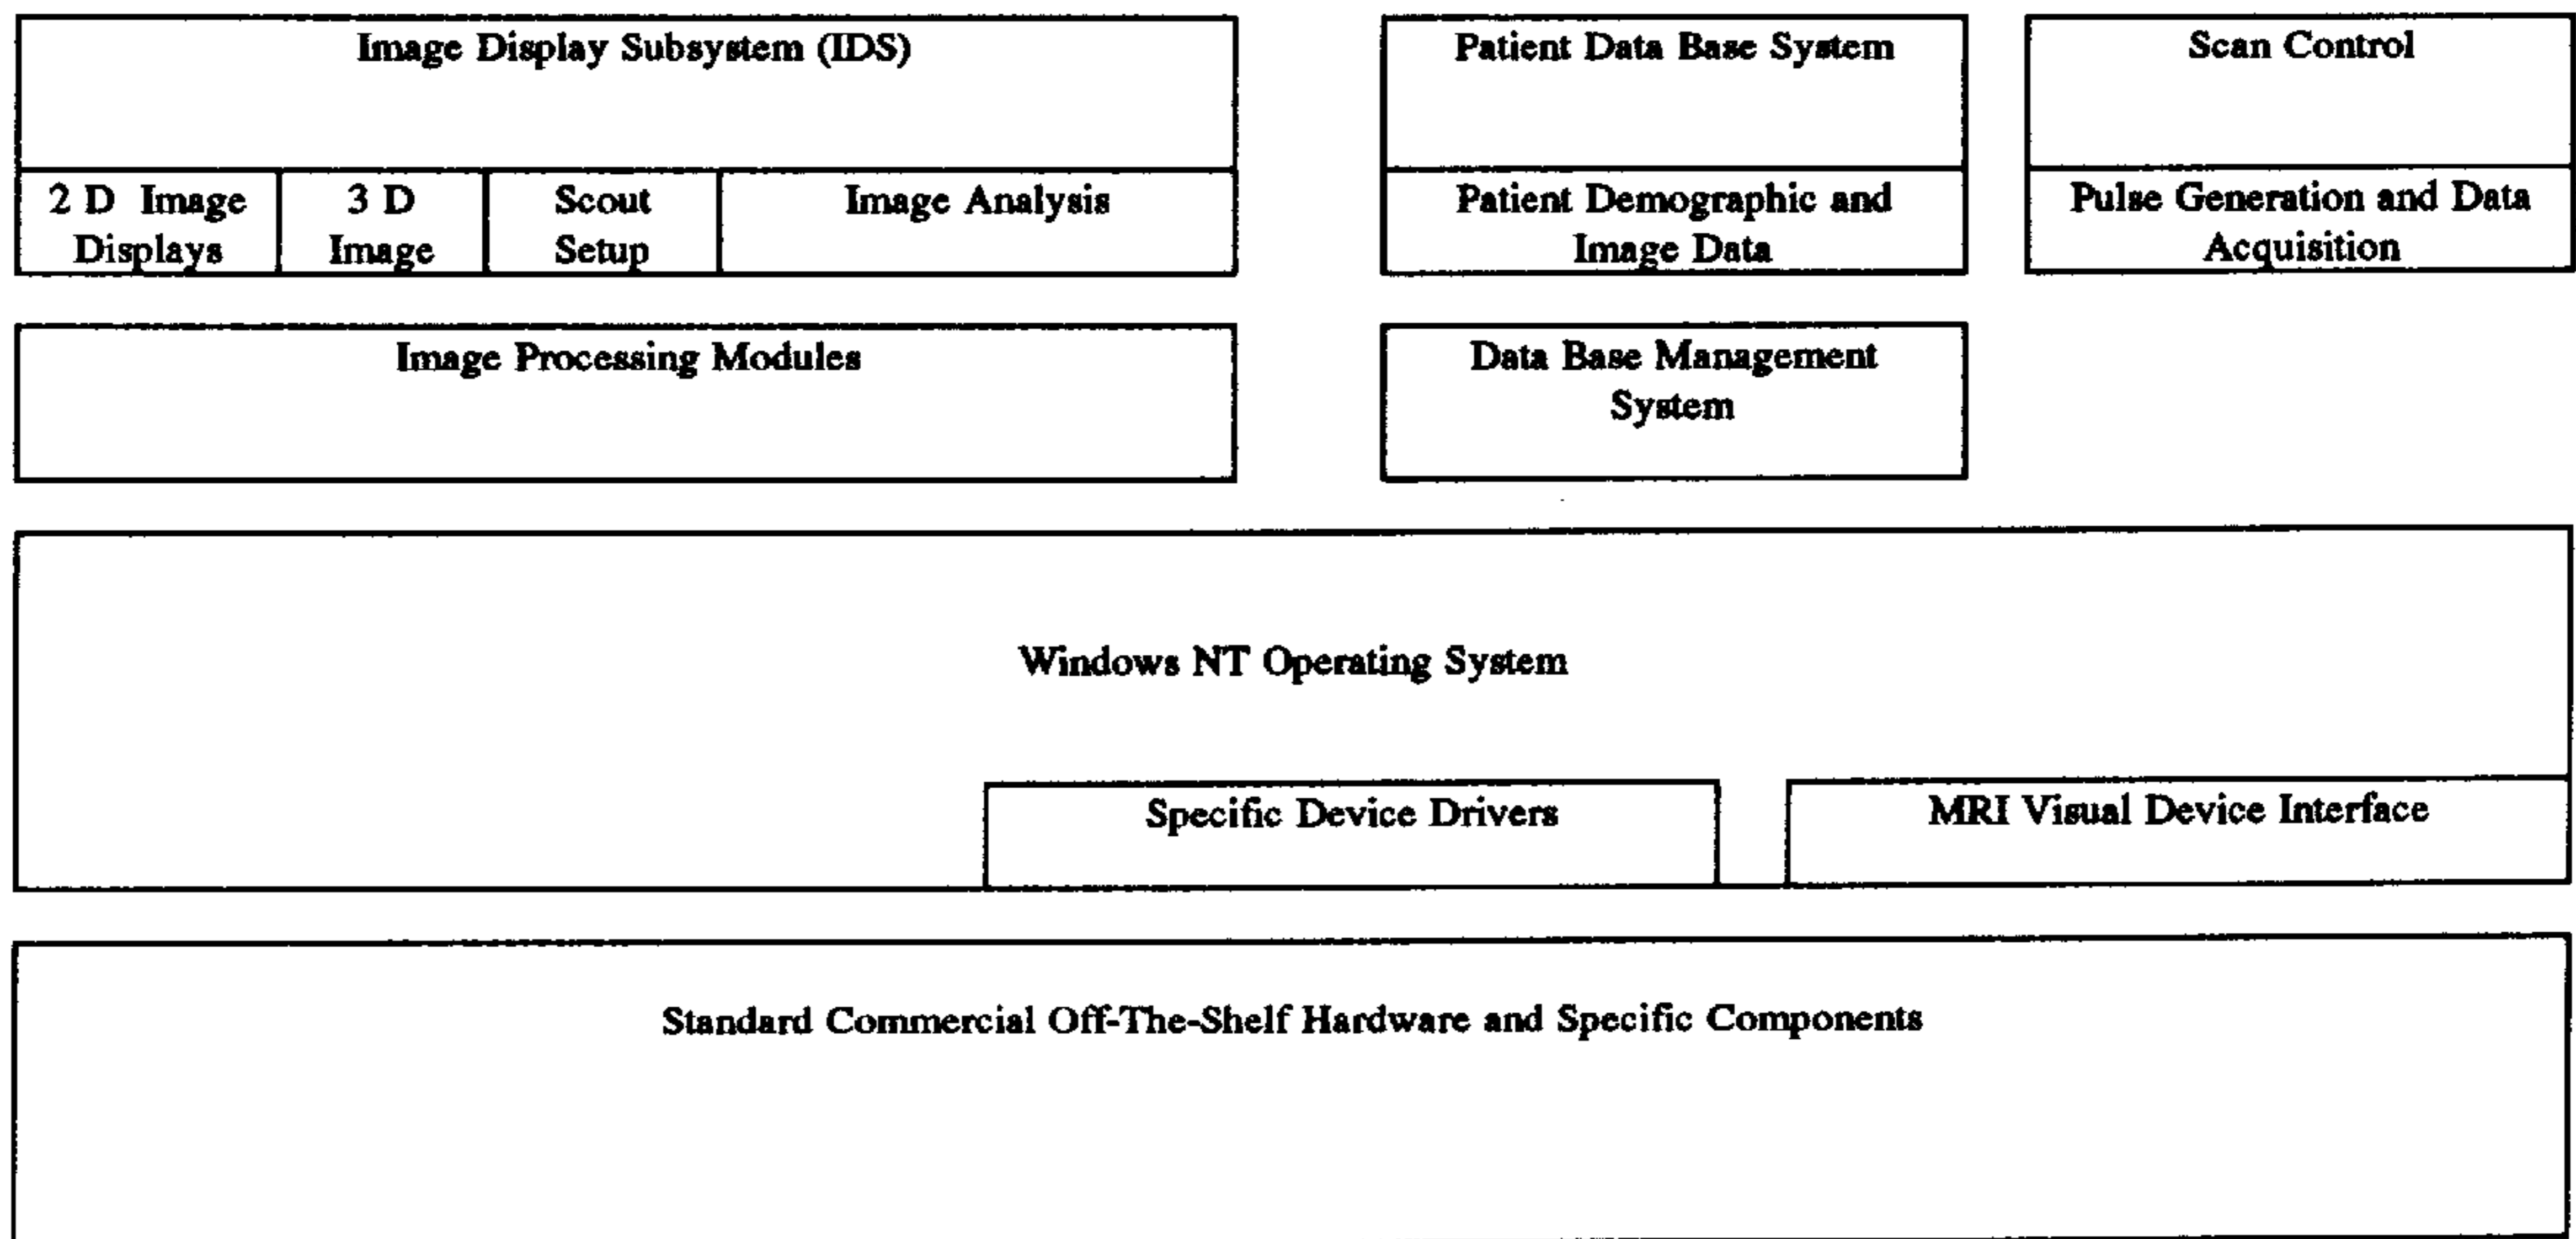 Image Display Subsystem (IDS)
Patient Data Base System
Scan Control
2 D Image
Displays
3 D
Image
Scout
Setup
Image Analysis
Patient Demographic and
Image Data
Pulse Generation and Data
Acquisition
Image Processing Modules
Data Base Management
System
Windows NT Operating System
Specific Device Drivers
MRI Visual Device Interface
Standard Commercial Off-The-Shelf Hardware and Specific Components